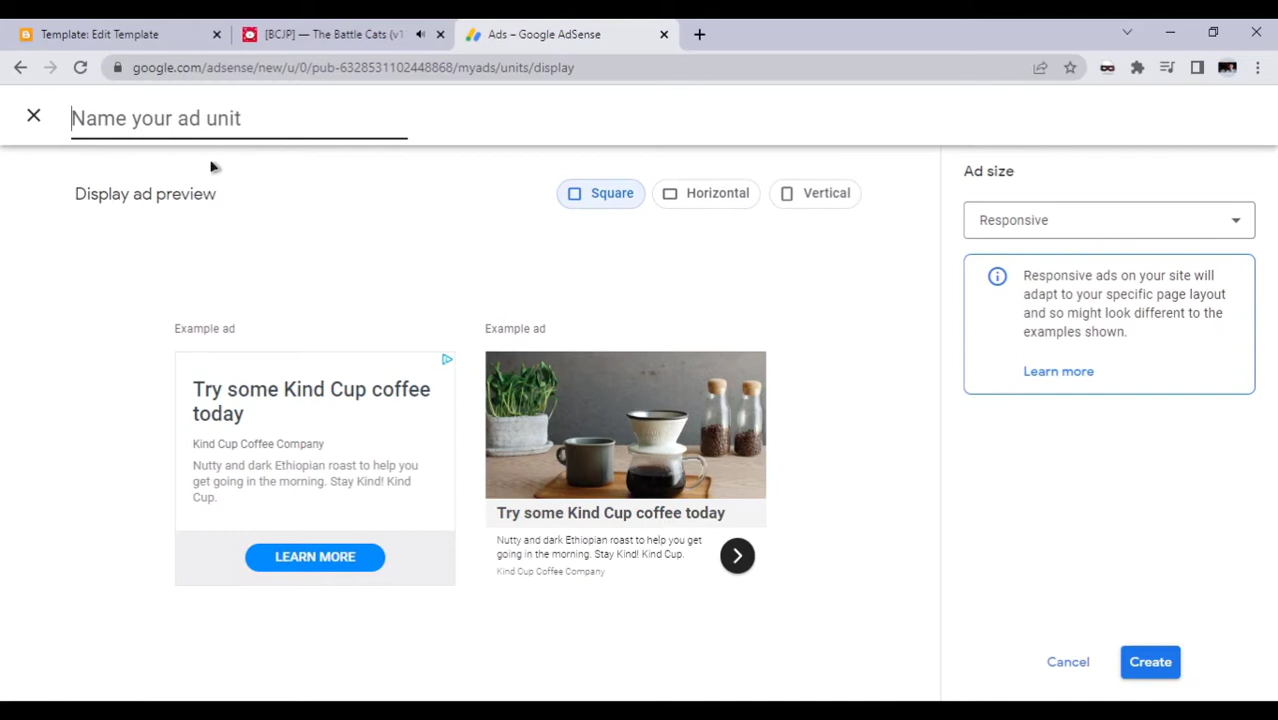 Template: Edit Template
[BCJP] — The Battle Cats (v1
Ads – Google AdSense
google.com/adsense/new/u/0/pub-6328531102448868/myads/units/display
Name your ad unit
Display ad preview
Square
Horizontal
Vertical
Example ad
Try some Kind Cup coffee
today
Kind Cup Coffee Company
Nutty and dark Ethiopian roast to help you
get going in the morning. Stay Kind! Kind
Cup.
LEARN MORE
Example ad
Try some Kind Cup coffee today
Nutty and dark Ethiopian roast to help you get
going in the morning. Stay Kind! Kind Cup.
Kind Cup Coffee Company
Ad size
Responsive
Responsive ads on your site will
adapt to your specific page layout
and so might look different to the
examples shown.
Learn more
Cancel
Create